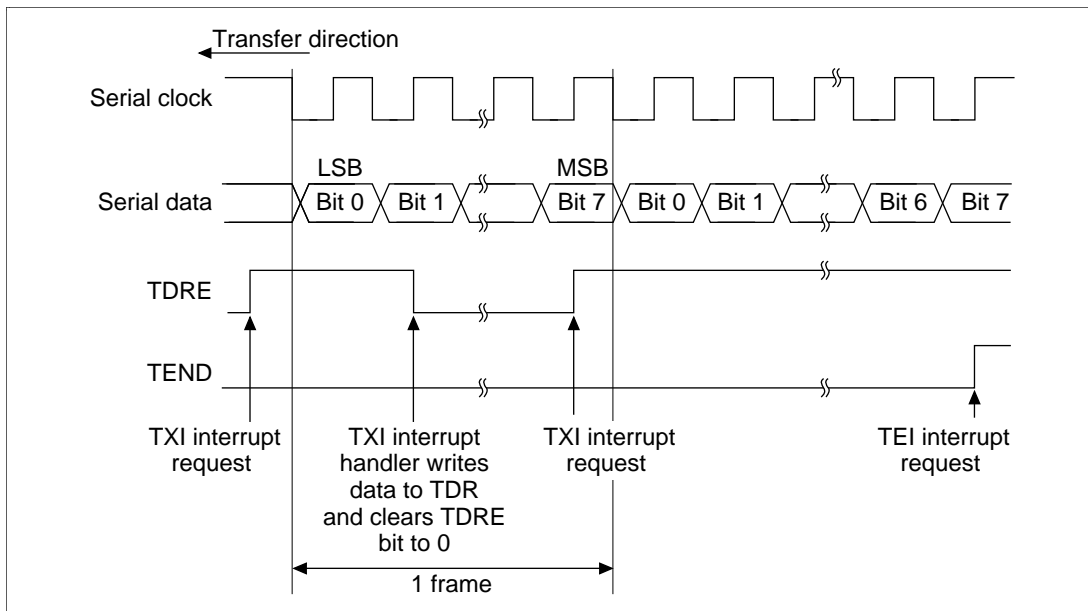 Transfer direction
Serial clock
LSB
MSB
Serial data
Bit 0
Bit 1
Bit 7
Bit 0
Bit 1
Bit 6
Bit 7
TDRE
TEND
TXI interrupt
request
TXI interrupt
handler writes
data to TDR
and clears TDRE
bit to 0
TXI interrupt
request
TEI interrupt
request
1 frame